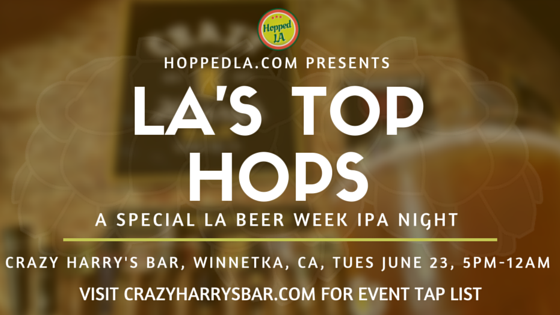 Hopped
LA
HOPPEDLA.COM PRESENTS
LA'S TOP
HOPS
A SPECIAL LA BEER WEEK IPA NIGHT
CRAZY HARRY'S BAR, WINNETKA, CA, TUES JUNE 23, 5PM-12AM
VISIT CRAZYHARRYSBAR.COM FOR EVENT TAP LIST